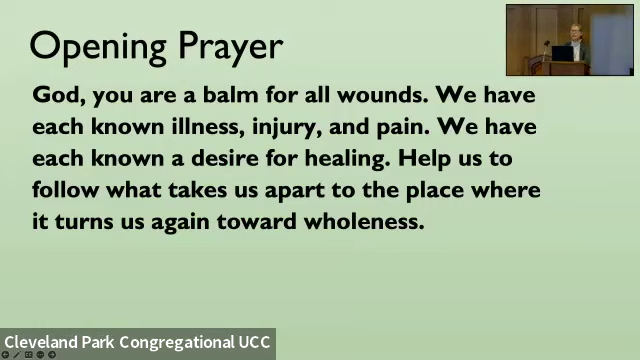 Opening Prayer
God, you are a balm for all wounds. We have
each known illness, injury, and pain. We have
each known a desire for healing. Help us to
follow what takes us apart to the place where
it turns us again toward wholeness.
Cleveland Park Congregational UCC